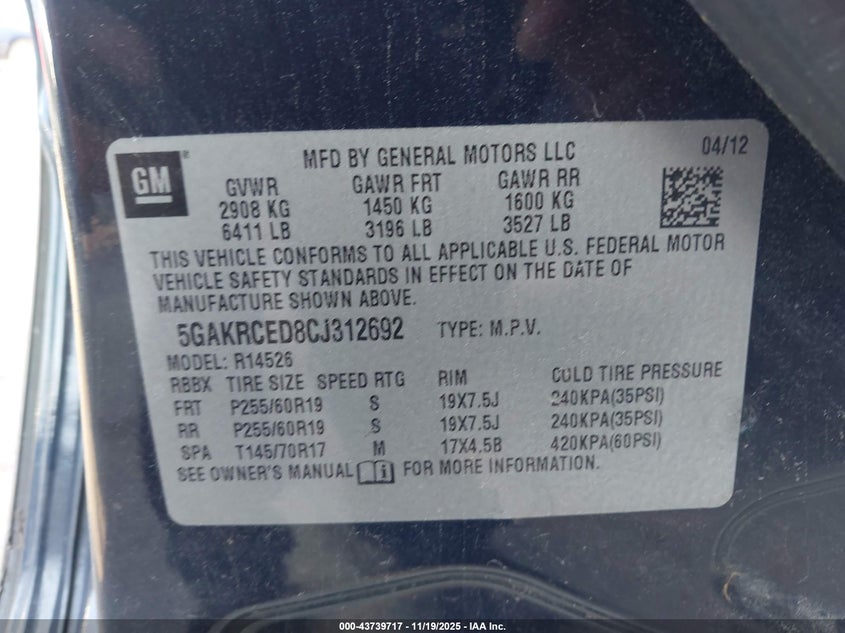 GM®
MFD BY GENERAL MOTORS LLC 04/12
GVWR GAWR FRT GAWR RR
2908 KG 1450 KG 1600 KG
6411 LB 3196 LB 3527 LB
THIS VEHICLE CONFORMS TO ALL APPLICABLE U.S. FEDERAL MOTOR
VEHICLE SAFETY STANDARDS IN EFFECT ON THE DATE OF
MANUFACTURE SHOWN ABOVE.
5GAKRCED8CJ312692 TYPE: M.P.V.
MODEL: R14526
RBBX TIRE SIZE SPEED RTG RIM COLD TIRE PRESSURE
FRT P255/60R19 S 19X7.5J 240KPA(35PSI)
RR P255/60R19 S 19X7.5J 240KPA(35PSI)
SPA T145/70R17 M 17X4.5B 420KPA(60PSI)
SEE OWNER'S MANUAL i FOR MORE INFORMATION.
000-43739717 - 11/19/2025 - IAA Inc.